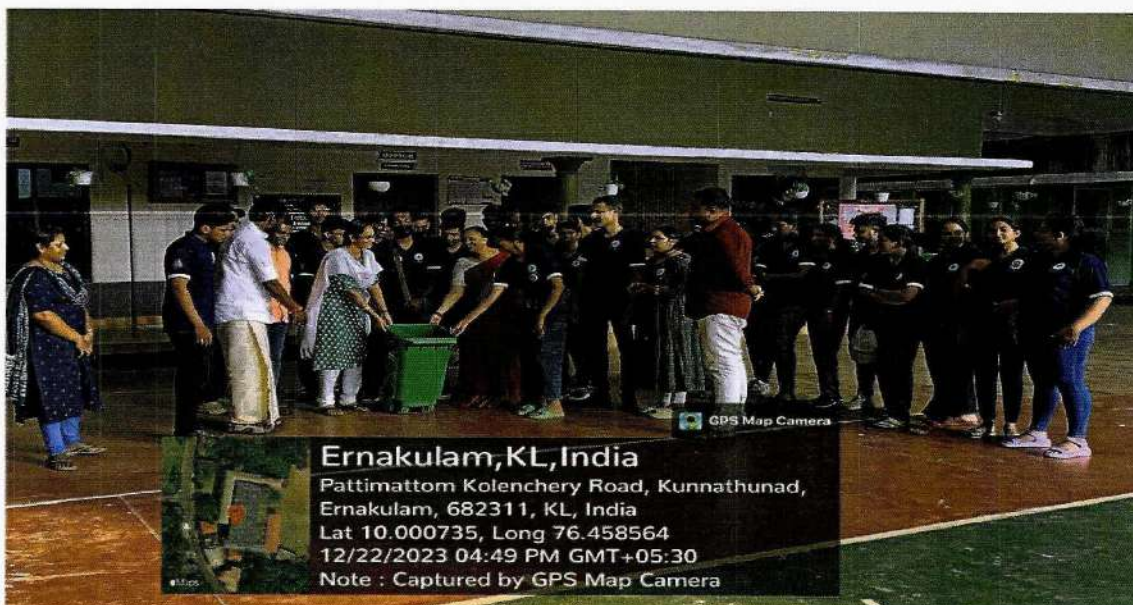 GPS Map Camera
Ernakulam,KL,India
Pattimattom Kolenchery Road, Kunnathunad,
Ernakulam, 682311, KL, India
Lat 10.000735, Long 76.458564
12/22/2023 04:49 PM GMT+05:30
Note : Captured by GPS Map Camera